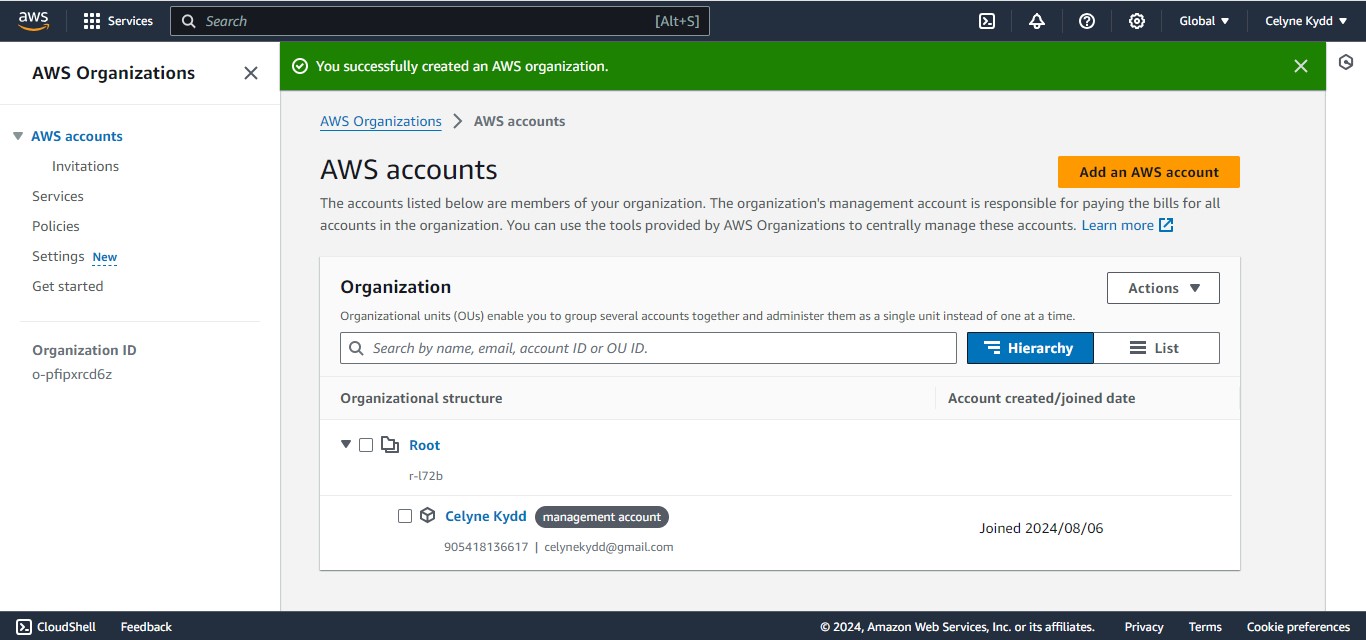 aws Services Search [Alt+S] Global Celyne Kydd
AWS Organizations
You successfully created an AWS organization.
AWS accounts
Invitations
Services
Policies
Settings New
Get started
Organization ID
o-pfipxrcd6z
AWS Organizations > AWS accounts
AWS accounts
Add an AWS account
The accounts listed below are members of your organization. The organization's management account is responsible for paying the bills for all
accounts in the organization. You can use the tools provided by AWS Organizations to centrally manage these accounts. Learn more
Organization
Actions
Organizational units (OUs) enable you to group several accounts together and administer them as a single unit instead of one at a time.
Search by name, email, account ID or OU ID.
Hierarchy List
Organizational structure Account created/joined date
Root
r-l72b
Celyne Kydd management account
Joined 2024/08/06
905418136617 | celynekydd@gmail.com
CloudShell Feedback © 2024, Amazon Web Services, Inc. or its affiliates. Privacy Terms Cookie preferences